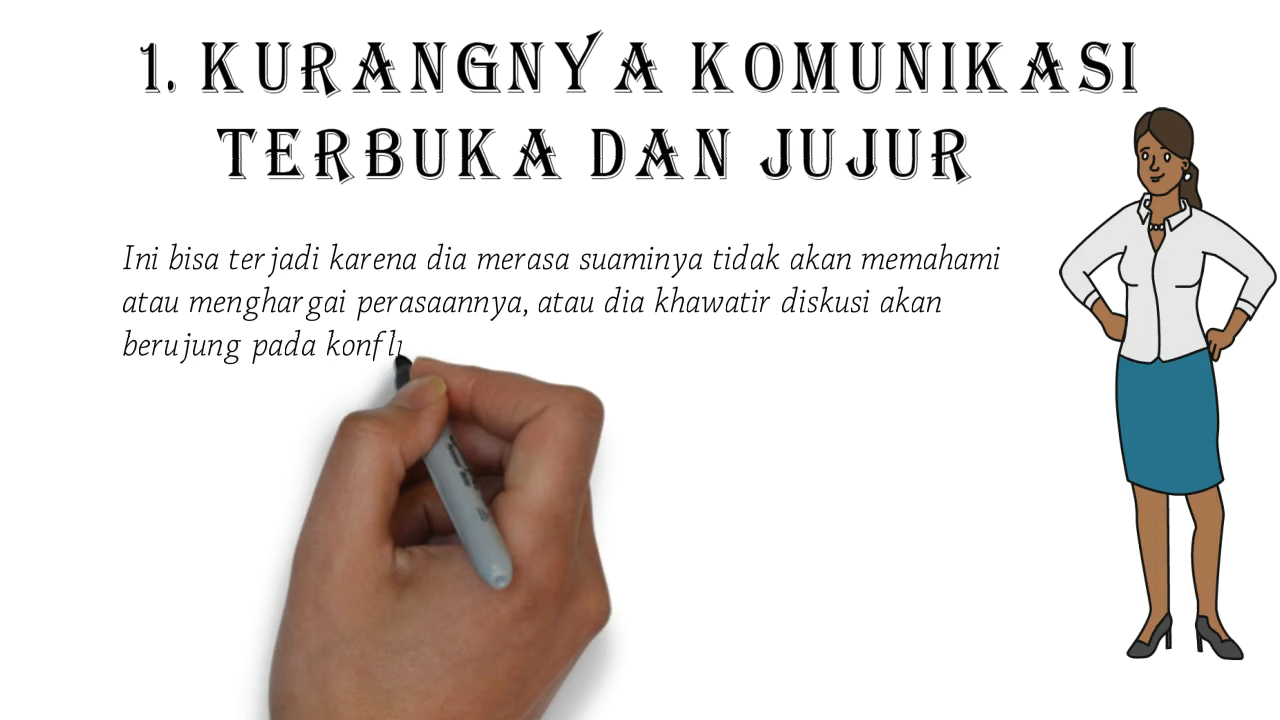 1. KURANGNYA KOMUNIKASI
TERBUKA DAN JUJUR
Ini bisa terjadi karena dia merasa suaminya tidak akan memahami
atau menghargai perasaannya, atau dia khawatir diskusi akan
berujung pada